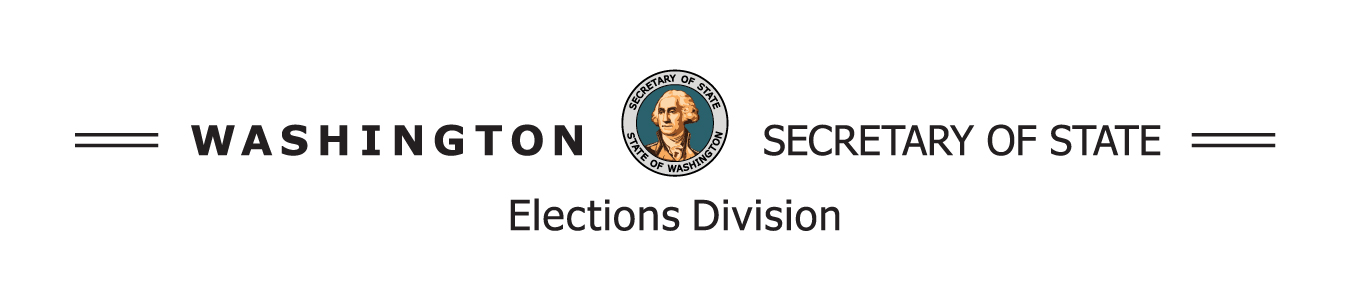 WASHINGTON SECRETARY OF STATE STATE OF WASHINGTON SECRETARY OF STATE
Elections Division